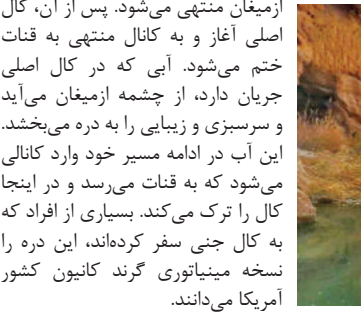 ازمیغان منتهی می‌شود. پس از آن، کال
اصلی آغاز و به کانال منتهی به قنات
ختم می‌شود. آبی که در کال اصلی
جریان دارد، از چشمه ازمیغان می‌آید
و سرسبزی و زیبایی را به دره می‌بخشد.
این آب در ادامه مسیر خود وارد کانالی
می‌شود که به قنات می‌رسد و در اینجا
کال را ترک می‌کند. بسیاری از افراد که
به کال جنی سفر کرده‌اند، این دره را
نسخه مینیاتوری گرند کانیون کشور
آمریکا می‌دانند.